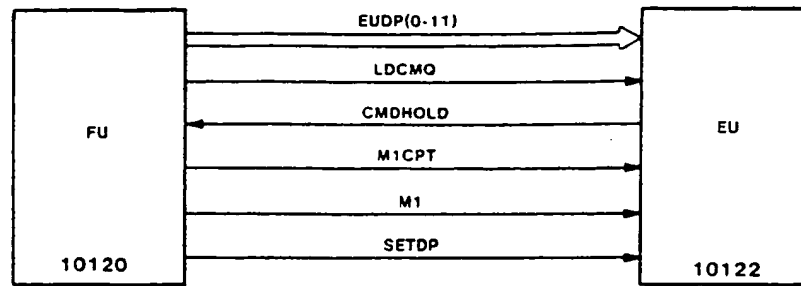 EUDP(0-11)
LDCMQ
CMDHOLD
FU
EU
M1CPT
M1
SETDP
10120
10122